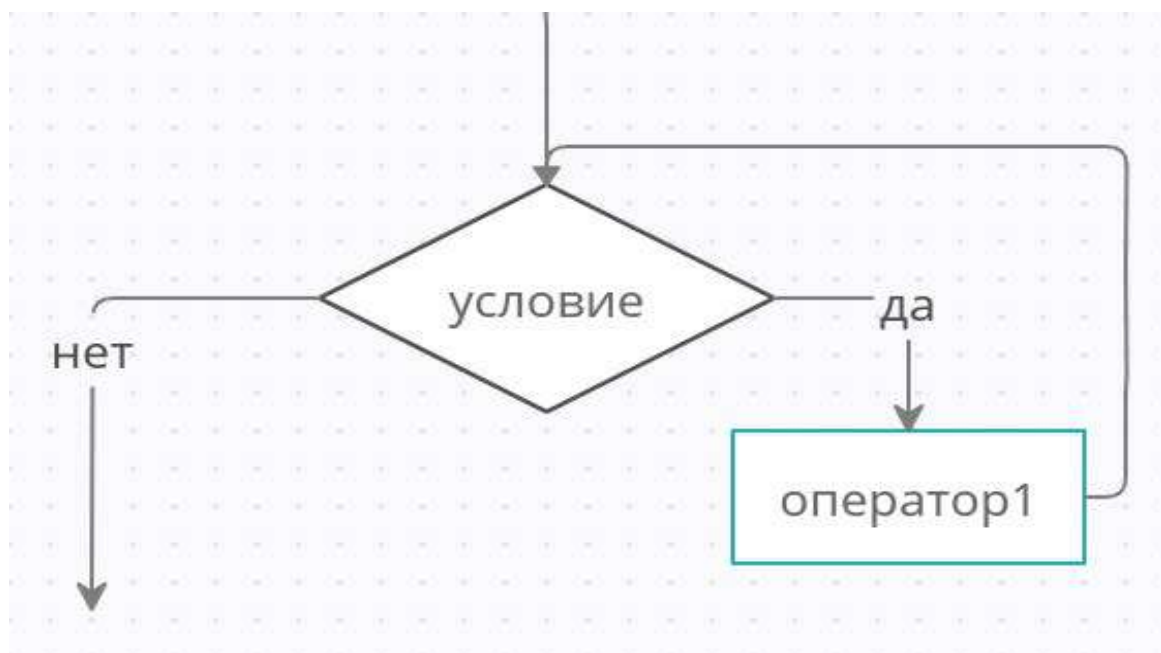 условие
да
нет
оператор1